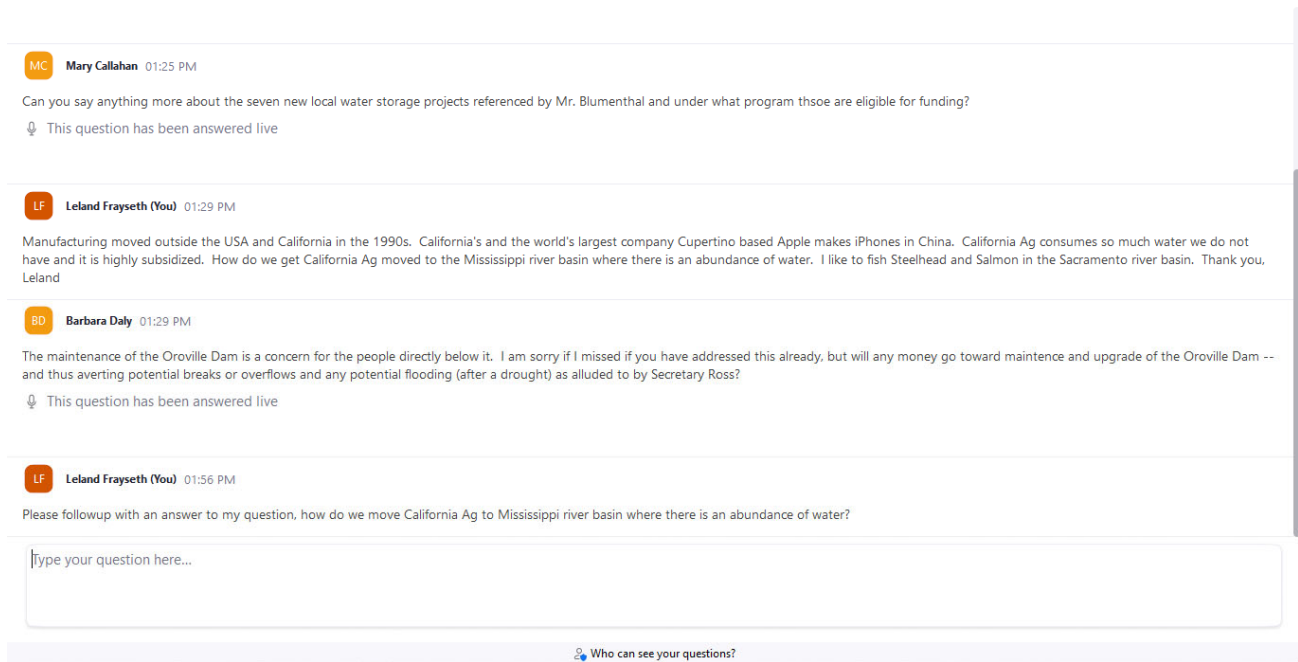 MC Mary Callahan 01:25 PM
Can you say anything more about the seven new local water storage projects referenced by Mr. Blumenthal and under what program thsoe are eligible for funding?
This question has been answered live
LF Leland Frayseth (You) 01:29 PM
Manufacturing moved outside the USA and California in the 1990s. California's and the world's largest company Cupertino based Apple makes iPhones in China. California Ag consumes so much water we do not
have and it is highly subsidized. How do we get California Ag moved to the Mississippi river basin where there is an abundance of water. I like to fish Steelhead and Salmon in the Sacramento river basin. Thank you,
Leland
BD Barbara Daly 01:29 PM
The maintenance of the Oroville Dam is a concern for the people directly below it. I am sorry if I missed if you have addressed this already, but will any money go toward maintence and upgrade of the Oroville Dam --
and thus averting potential breaks or overflows and any potential flooding (after a drought) as alluded to by Secretary Ross?
This question has been answered live
LF Leland Frayseth (You) 01:56 PM
Please followup with an answer to my question, how do we move California Ag to Mississippi river basin where there is an abundance of water?
Type your question here...
Who can see your questions?